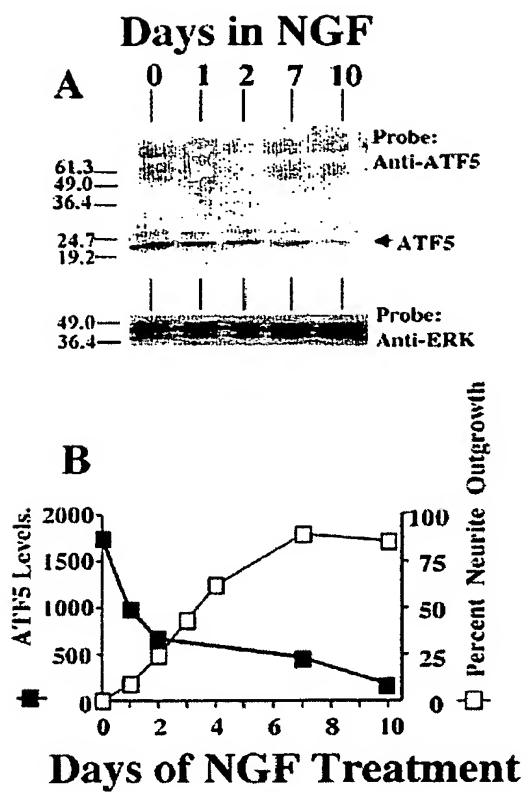 Days in NGF
0 1 2 7 10
A
Probe:
Anti-ATF5
61.3
49.0
36.4
24.7
19.2
ATF5
49.0
36.4
Probe:
Anti-ERK
B
ATF5 Levels.
2000
1500
1000
500
0
100
75
50
25
0
Percent Neurite Outgrowth
0 2 4 6 8 10
Days of NGF Treatment